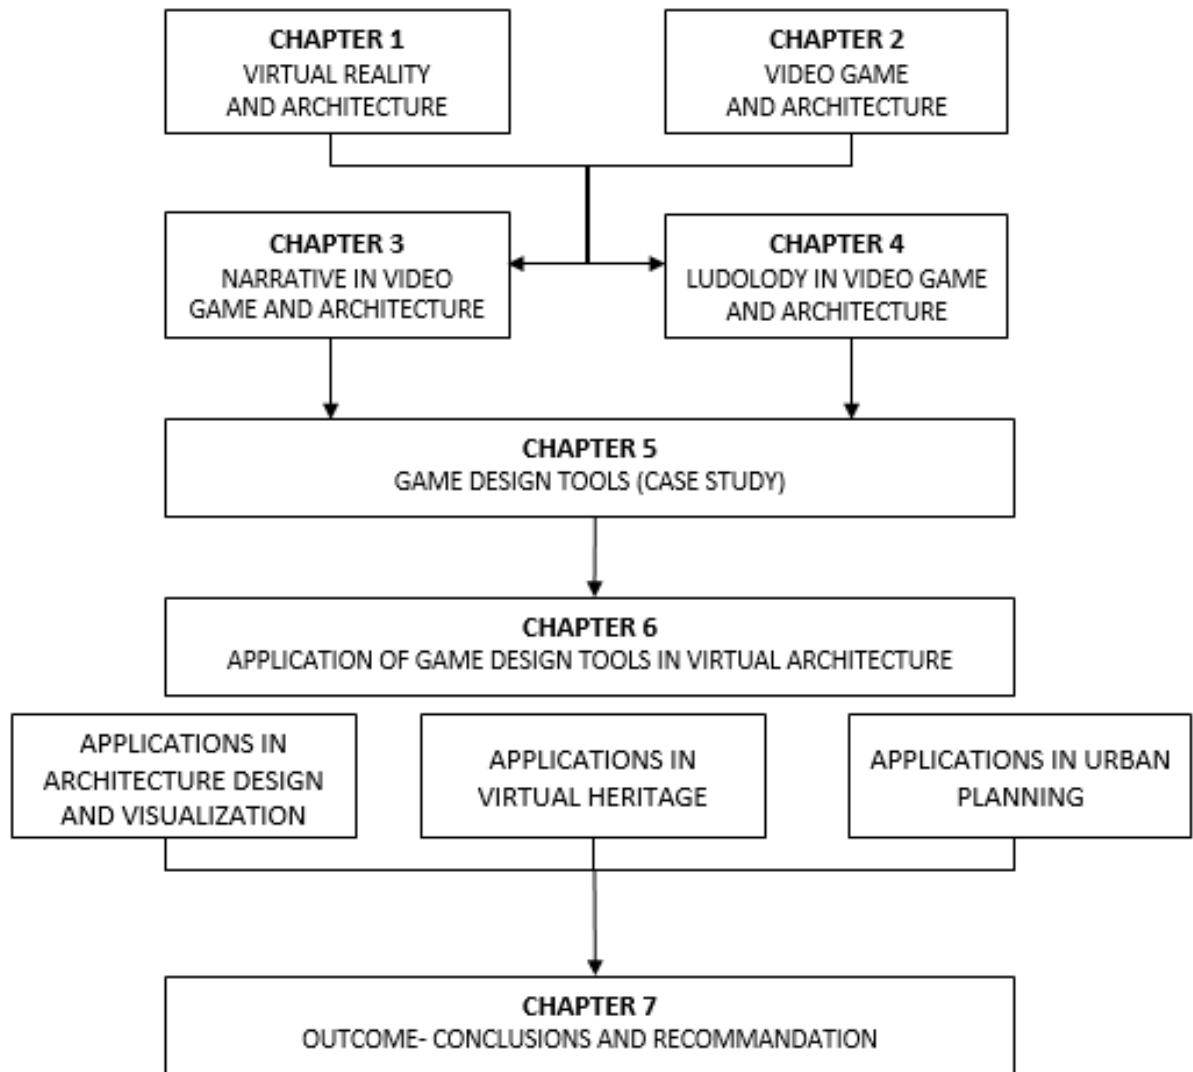 CHAPTER 1
VIRTUAL REALITY
AND ARCHITECTURE
CHAPTER 2
VIDEO GAME
AND ARCHITECTURE
CHAPTER 3
NARRATIVE IN VIDEO
GAME AND ARCHITECTURE
CHAPTER 4
LUDOLODY IN VIDEO GAME
AND ARCHITECTURE
CHAPTER 5
GAME DESIGN TOOLS (CASE STUDY)
CHAPTER 6
APPLICATION OF GAME DESIGN TOOLS IN VIRTUAL ARCHITECTURE
APPLICATIONS IN
ARCHITECTURE DESIGN
AND VISUALIZATION
APPLICATIONS IN
VIRTUAL HERITAGE
APPLICATIONS IN URBAN
PLANNING
CHAPTER 7
OUTCOME- CONCLUSIONS AND RECOMMANDATION